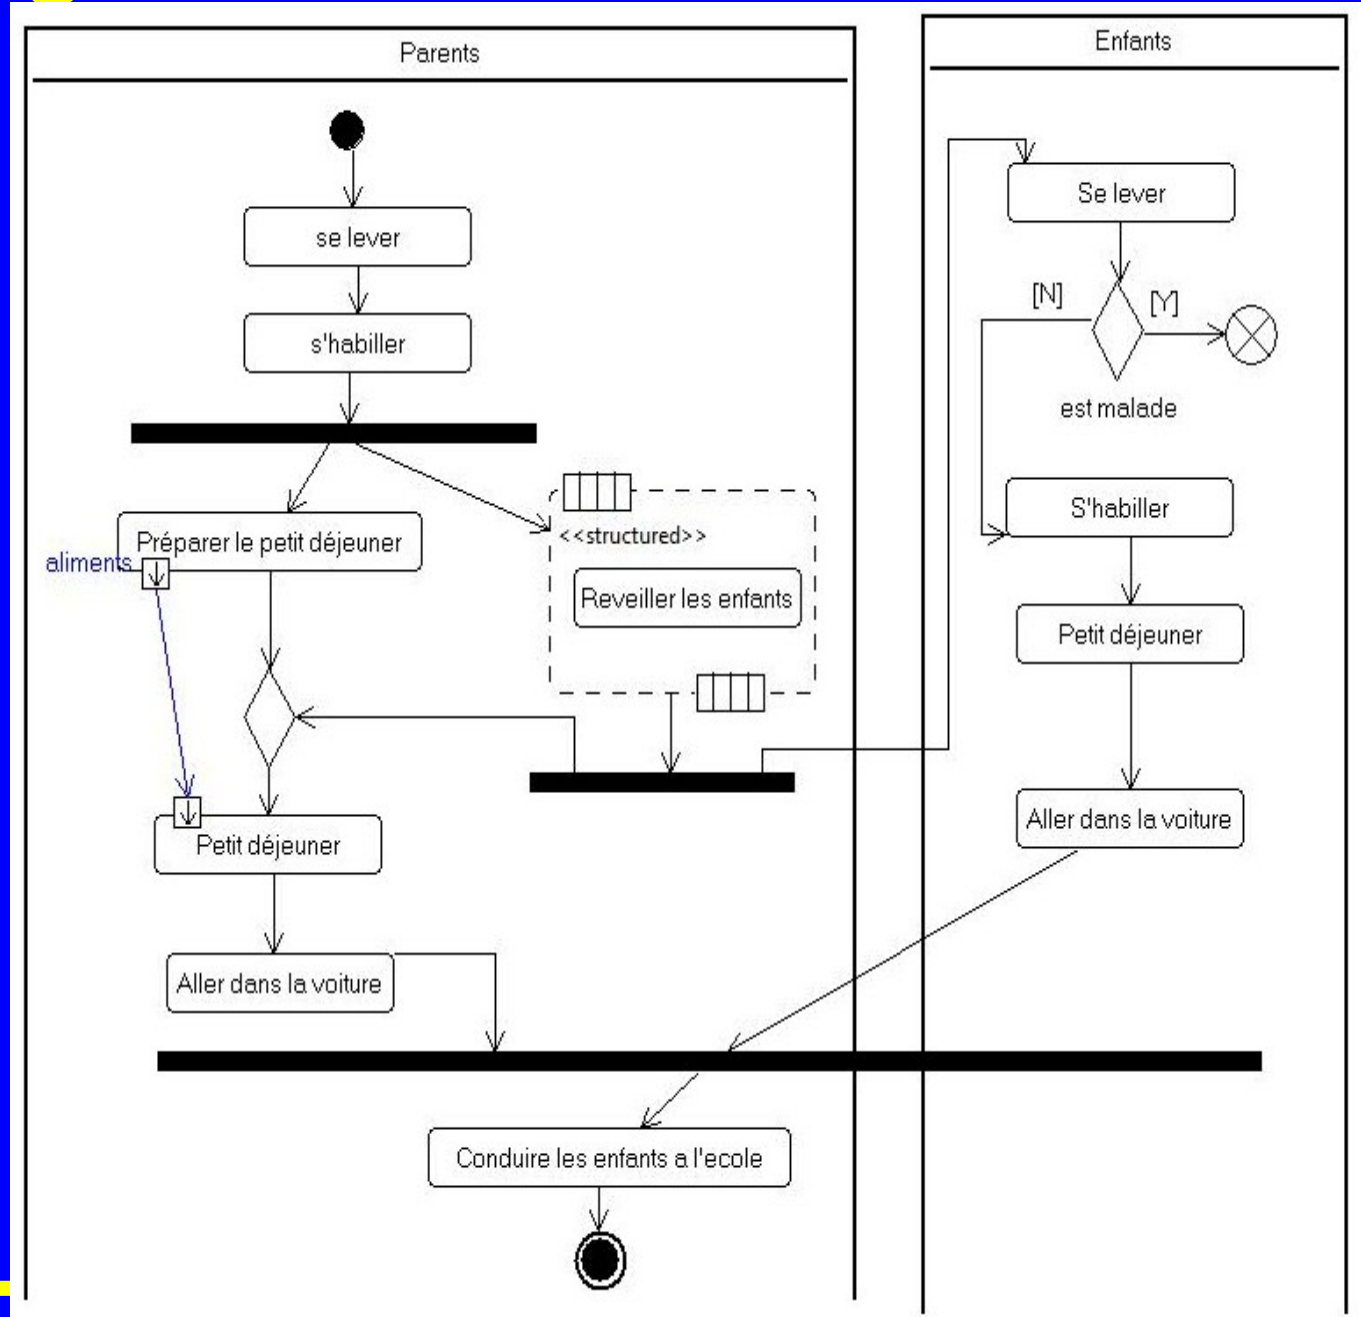 Parents
se lever
s'habiller
Préparer le petit déjeuner
aliments
<<structured>>
Reveiller les enfants
Petit déjeuner
Aller dans la voiture
Conduire les enfants a l'ecole
Enfants
Se lever
[N]
[Y]
est malade
S'habiller
Petit déjeuner
Aller dans la voiture